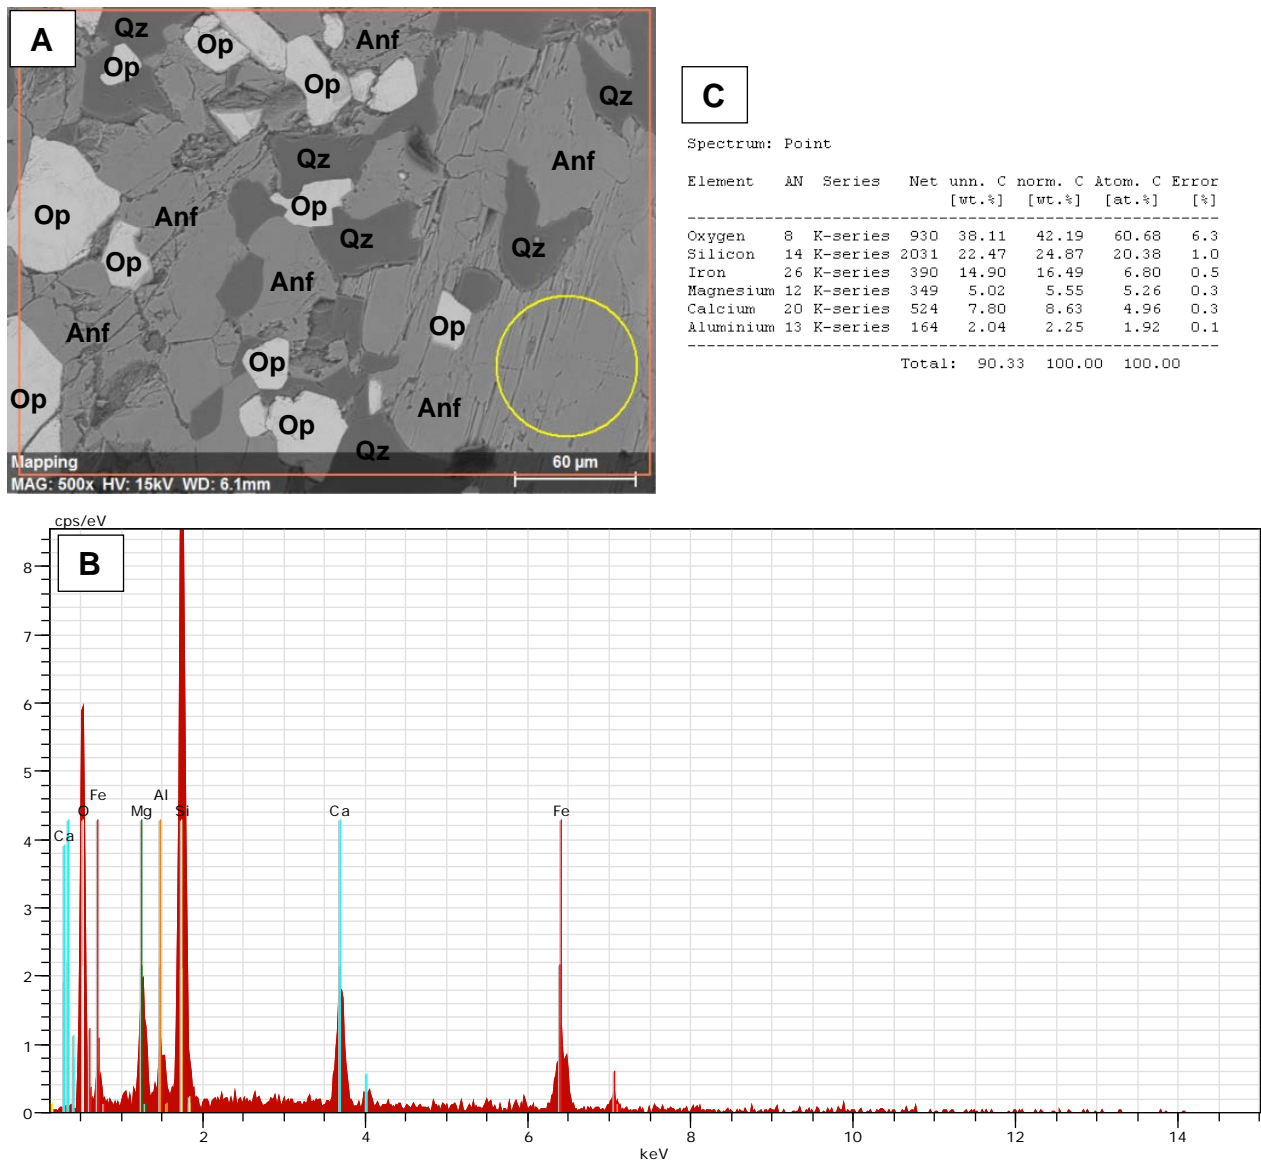 A
Qz
Op
Op
Anf
Op
Qz
Qz
Anf
Op
Anf
Op
Qz
Qz
Op
Anf
Anf
Op
Op
Op
Anf
Op
Qz
Mapping
60 µm
MAG: 500x HV: 15kV WD: 6.1mm
C
Spectrum: Point
Element AN Series Net unn. C norm. C Atom. C Error
[wt.%] [wt.%] [at.%] [%]
Oxygen 8 K-series 930 38.11 42.19 60.68 6.3
Silicon 14 K-series 2031 22.47 24.87 20.38 1.0
Iron 26 K-series 390 14.90 16.49 6.80 0.5
Magnesium 12 K-series 349 5.02 5.55 5.26 0.3
Calcium 20 K-series 524 7.80 8.63 4.96 0.3
Aluminium 13 K-series 164 2.04 2.25 1.92 0.1
Total: 90.33 100.00 100.00
cps/eV
B
8
7
6
5
4
3
2
1
0
Ca
O
Fe
Mg
Al
Si
Ca
Fe
2 4 6 8 10 12 14
keV